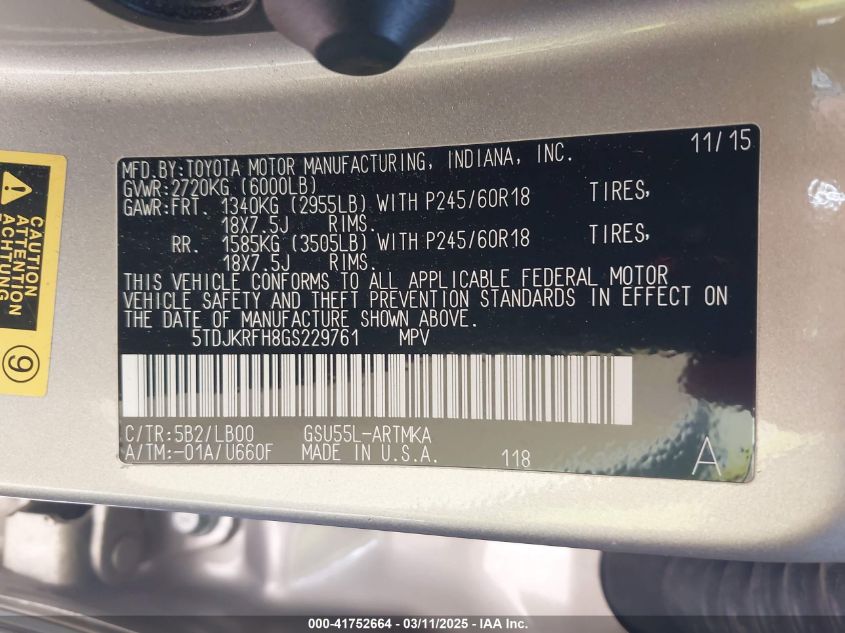 MFD.BY:TOYOTA MOTOR MANUFACTURING, INDIANA, INC. 11/15
GVWR:2720KG (6000LB)
GAWR:FRT. 1340KG (2955LB) WITH P245/60R18 TIRES,
18X7.5J RIMS.
RR. 1585KG (3505LB) WITH P245/60R18 TIRES,
18X7.5J RIMS.
THIS VEHICLE CONFORMS TO ALL APPLICABLE FEDERAL MOTOR
VEHICLE SAFETY AND THEFT PREVENTION STANDARDS IN EFFECT ON
THE DATE OF MANUFACTURE SHOWN ABOVE.
5TDJKRFH8GS229761 MPV
C/TR:5B2/LB00 GSU55L-ARTMKA
A/TM:-01A/U660F MADE IN U.S.A. 118 A
CAUTION
ATTENTION
ACHTUNG
9
000-41752664 - 03/11/2025 - IAA Inc.